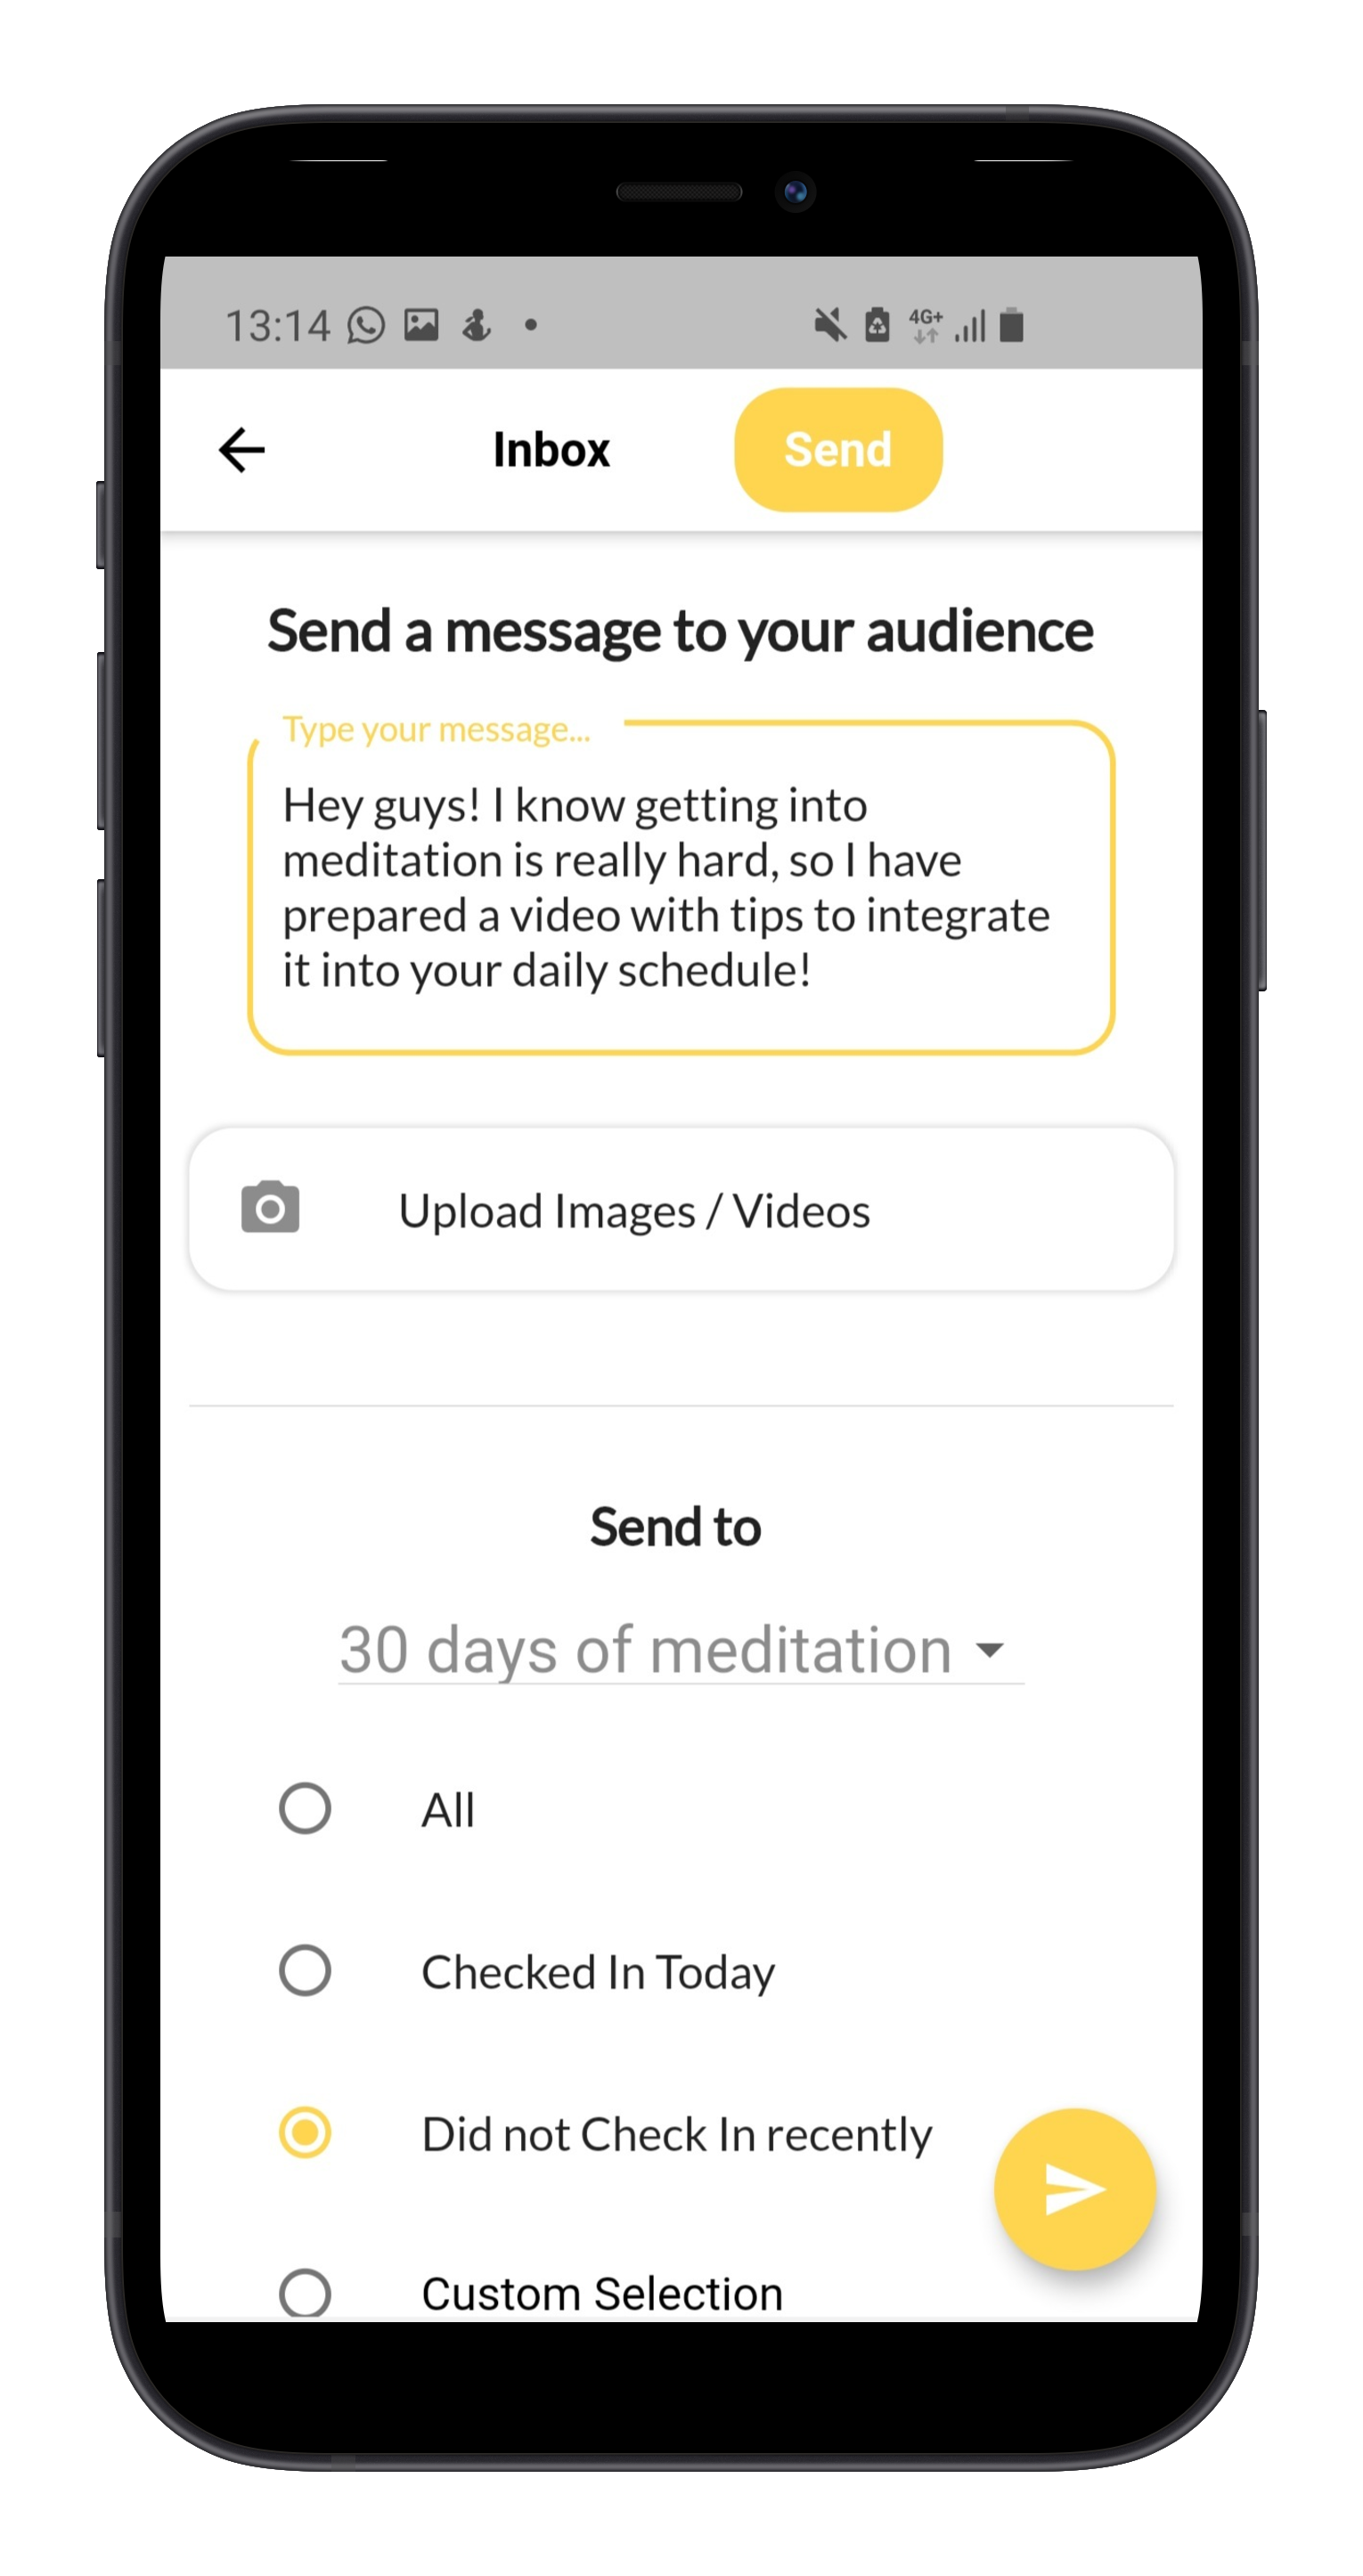 13:14
4G+
Inbox
Send
Send a message to your audience
Type your message...
Hey guys! I know getting into
meditation is really hard, so I have
prepared a video with tips to integrate
it into your daily schedule!
Upload Images / Videos
Send to
30 days of meditation
All
Checked In Today
Did not Check In recently
Custom Selection